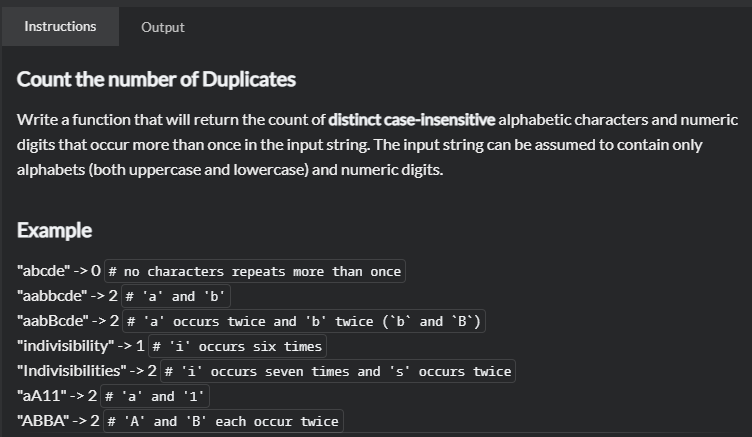 Instructions Output
Count the number of Duplicates
Write a function that will return the count of distinct case-insensitive alphabetic characters and numeric
digits that occur more than once in the input string. The input string can be assumed to contain only
alphabets (both uppercase and lowercase) and numeric digits.
Example
"abcde" -> 0 # no characters repeats more than once
"aabbcde" -> 2 # 'a' and 'b'
"aabBcde" -> 2 # 'a' occurs twice and 'b' twice (`b` and `B`)
"indivisibility" -> 1 # 'i' occurs six times
"Indivisibilities" -> 2 # 'i' occurs seven times and 's' occurs twice
"aA11" -> 2 # 'a' and '1'
"ABBA" -> 2 # 'A' and 'B' each occur twice